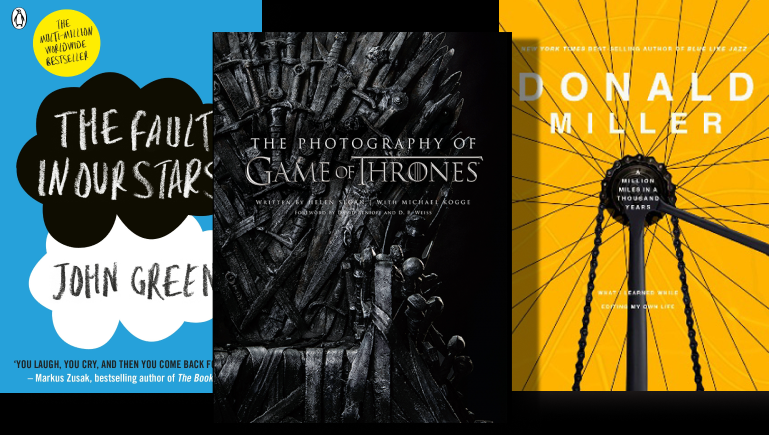 THE
MULTI-MILLION
WORLDWIDE
BESTSELLER
THE FAULT
IN OUR STARS
JOHN GREEN
'YOU LAUGH, YOU CRY, AND THEN YOU COME BACK F
– Markus Zusak, bestselling author of The Book
THE PHOTOGRAPHY OF
GAME OF THRONES
WRITTEN BY HELEN SLOAN | WITH MICHAEL KOGGE
FOREWORD BY DAVID BENIOFF AND D. B. WEISS
NEW YORK TIMES BEST-SELLING AUTHOR OF BLUE LIKE JAZZ
DONALD
MILLER
A
MILLION
MILES IN A
THOUSAND
YEARS
WHAT I LEARNED WHILE
EDITING MY OWN LIFE